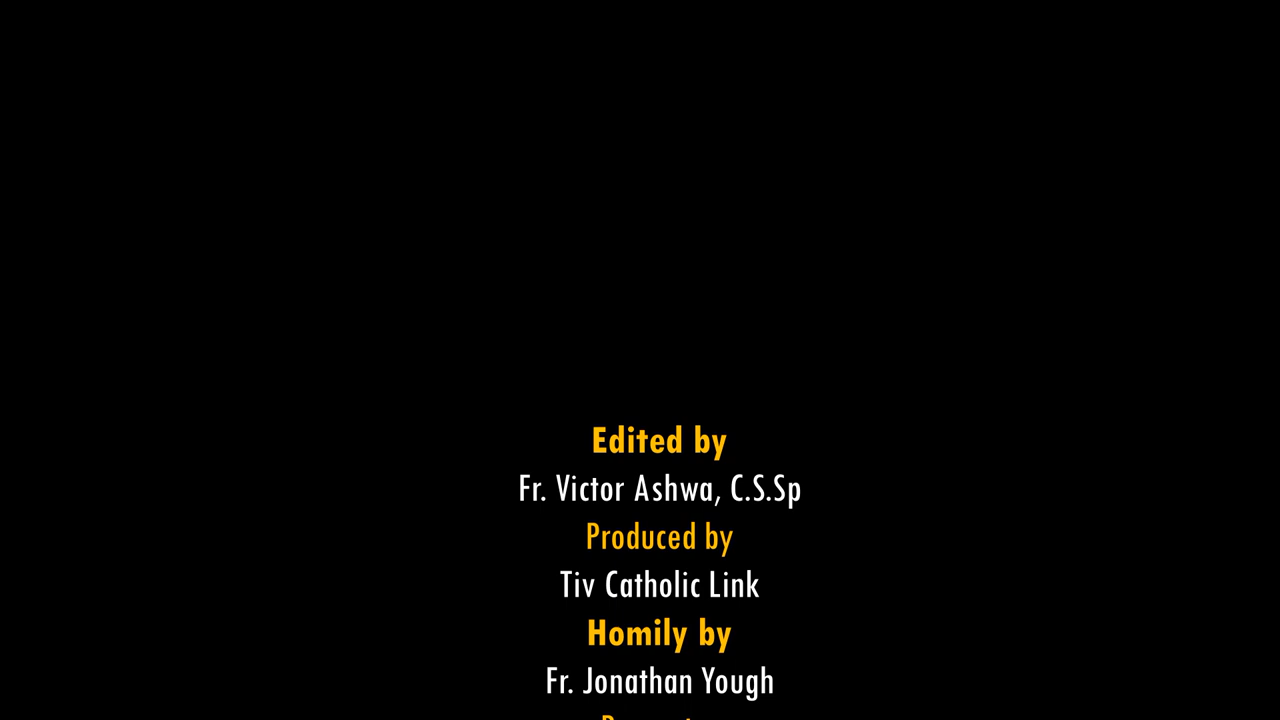 Edited by
Fr. Victor Ashwa, C.S.Sp
Produced by
Tiv Catholic Link
Homily by
Fr. Jonathan Yough